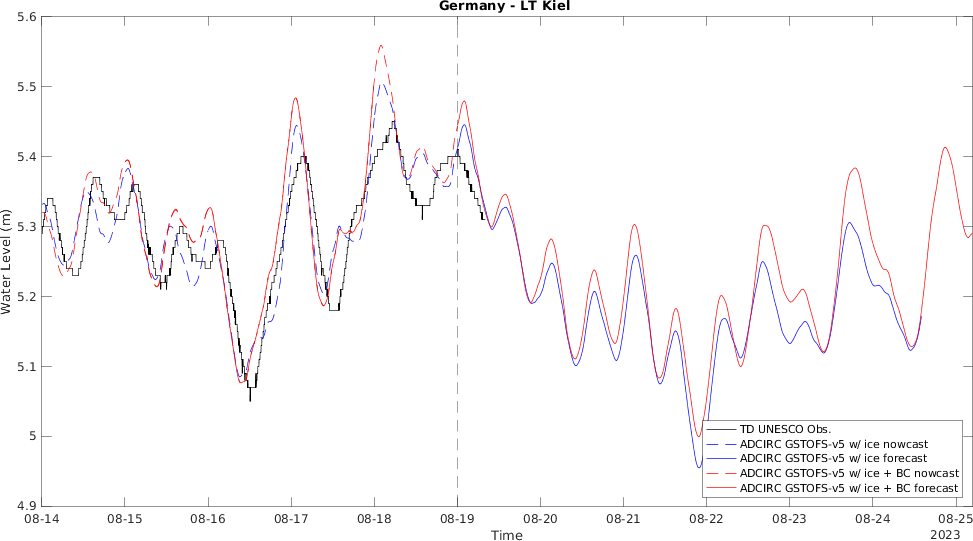 Germany - LT Kiel
5.6
5.5
5.4
5.3
5.2
5.1
5
4.9
Water Level (m)
TD UNESCO Obs.
ADCIRC GSTOFS-v5 w/ ice nowcast
ADCIRC GSTOFS-v5 w/ ice forecast
ADCIRC GSTOFS-v5 w/ ice + BC nowcast
ADCIRC GSTOFS-v5 w/ ice + BC forecast
08-14 08-15 08-16 08-17 08-18 08-19 08-20 08-21 08-22 08-23 08-24 08-25
Time
2023